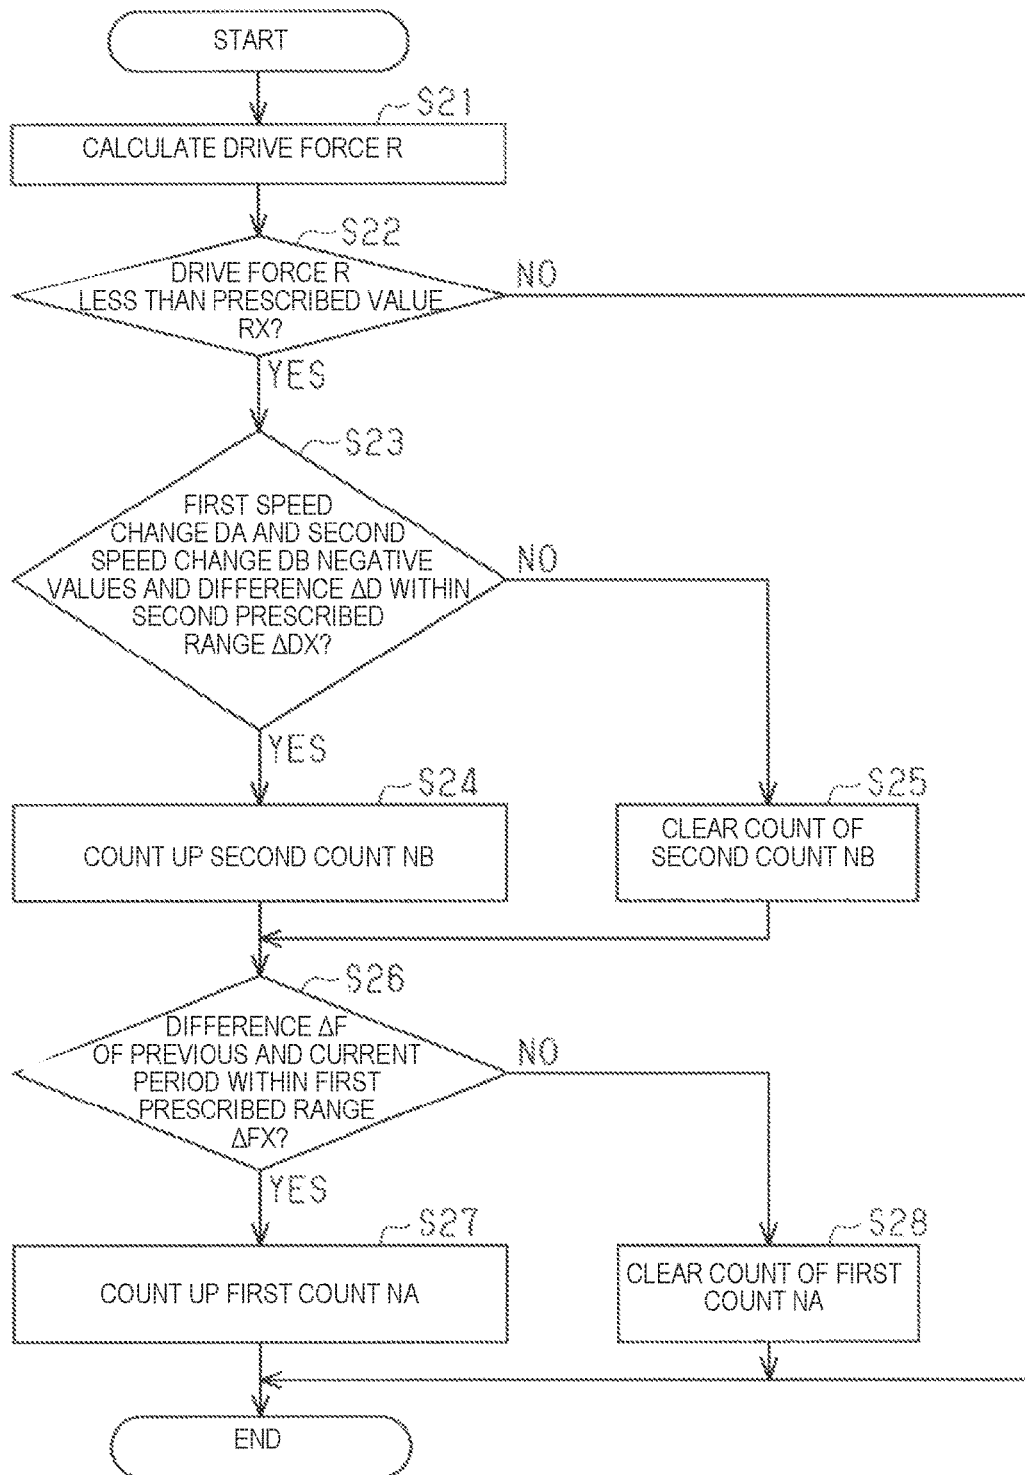 START
S21
CALCULATE DRIVE FORCE R
S22
DRIVE FORCE R
LESS THAN PRESCRIBED VALUE
RX?
NO
YES
S23
FIRST SPEED
CHANGE DA AND SECOND
SPEED CHANGE DB NEGATIVE
VALUES AND DIFFERENCE ΔD WITHIN
SECOND PRESCRIBED
RANGE ΔDX?
NO
YES
S24
COUNT UP SECOND COUNT NB
S25
CLEAR COUNT OF
SECOND COUNT NB
S26
DIFFERENCE ΔF
OF PREVIOUS AND CURRENT
PERIOD WITHIN FIRST
PRESCRIBED RANGE
ΔFX?
NO
YES
S27
COUNT UP FIRST COUNT NA
S28
CLEAR COUNT OF FIRST
COUNT NA
END